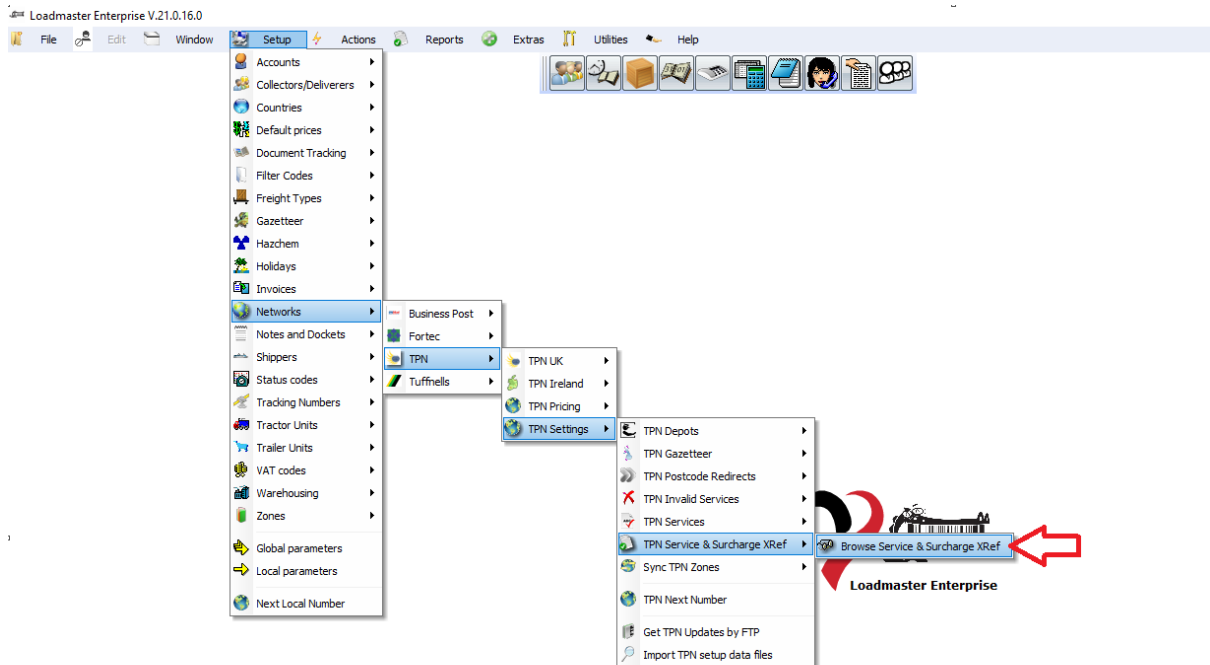 Loadmaster Enterprise V.21.0.16.0
File Edit Window Setup Actions Reports Extras Utilities Help
Accounts
Collectors/Deliverers
Countries
Default prices
Document Tracking
Filter Codes
Freight Types
Gazetteer
Hazchem
Holidays
Invoices
Networks
Notes and Dockets
Shippers
Status codes
Tracking Numbers
Tractor Units
Trailer Units
VAT codes
Warehousing
Zones
Global parameters
Local parameters
Next Local Number
Business Post
Fortec
TPN
Tuffnells
TPN UK
TPN Ireland
TPN Pricing
TPN Settings
TPN Depots
TPN Gazetteer
TPN Postcode Redirects
TPN Invalid Services
TPN Services
TPN Service & Surcharge XRef
Sync TPN Zones
TPN Next Number
Get TPN Updates by FTP
Import TPN setup data files
Browse Service & Surcharge XRef
Loadmaster Enterprise